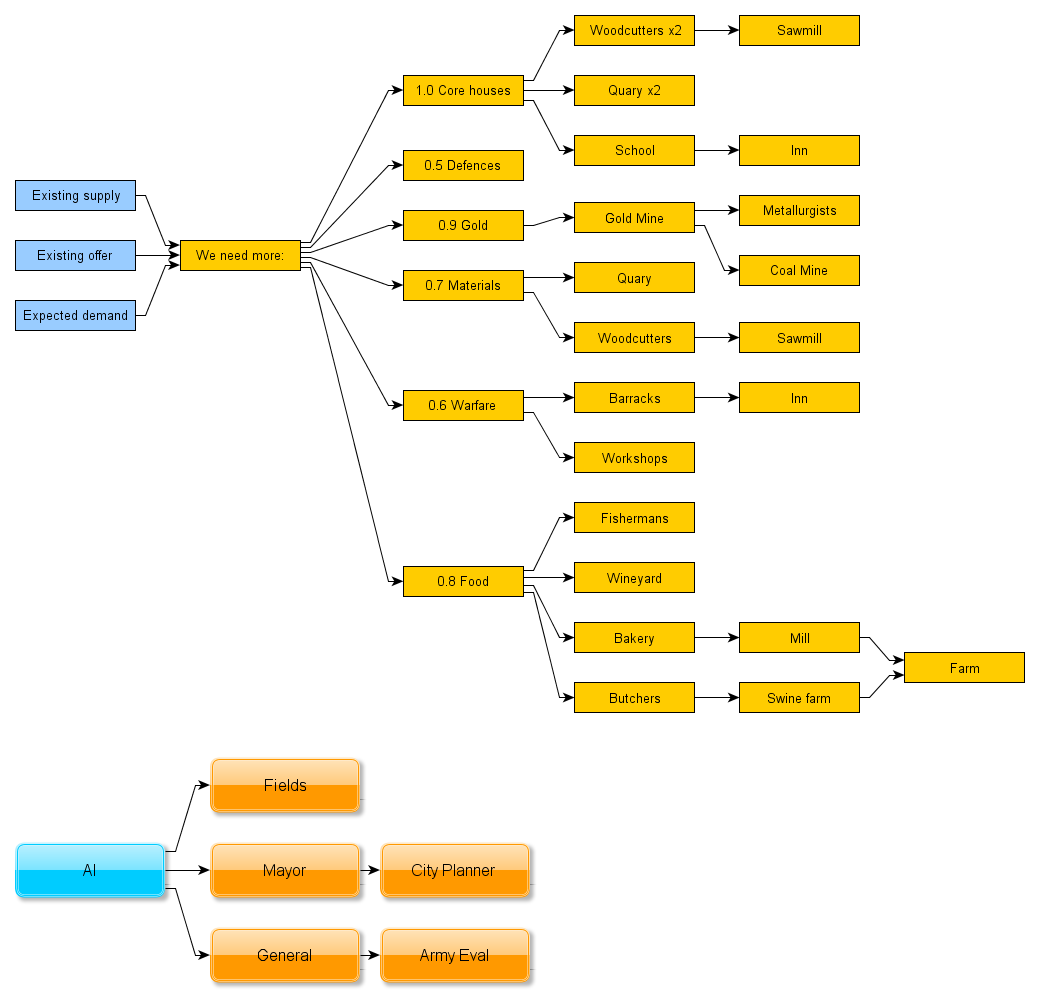 Woodcutters x2
Sawmill
1.0 Core houses
Quary x2
School
Inn
0.5 Defences
Existing supply
Metallurgists
0.9 Gold
Gold Mine
Existing offer
We need more:
Coal Mine
0.7 Materials
Quary
Expected demand
Woodcutters
Sawmill
0.6 Warfare
Barracks
Inn
Workshops
Fishermans
0.8 Food
Wineyard
Bakery
Mill
Farm
Butchers
Swine farm
Fields
AI
Mayor
City Planner
General
Army Eval